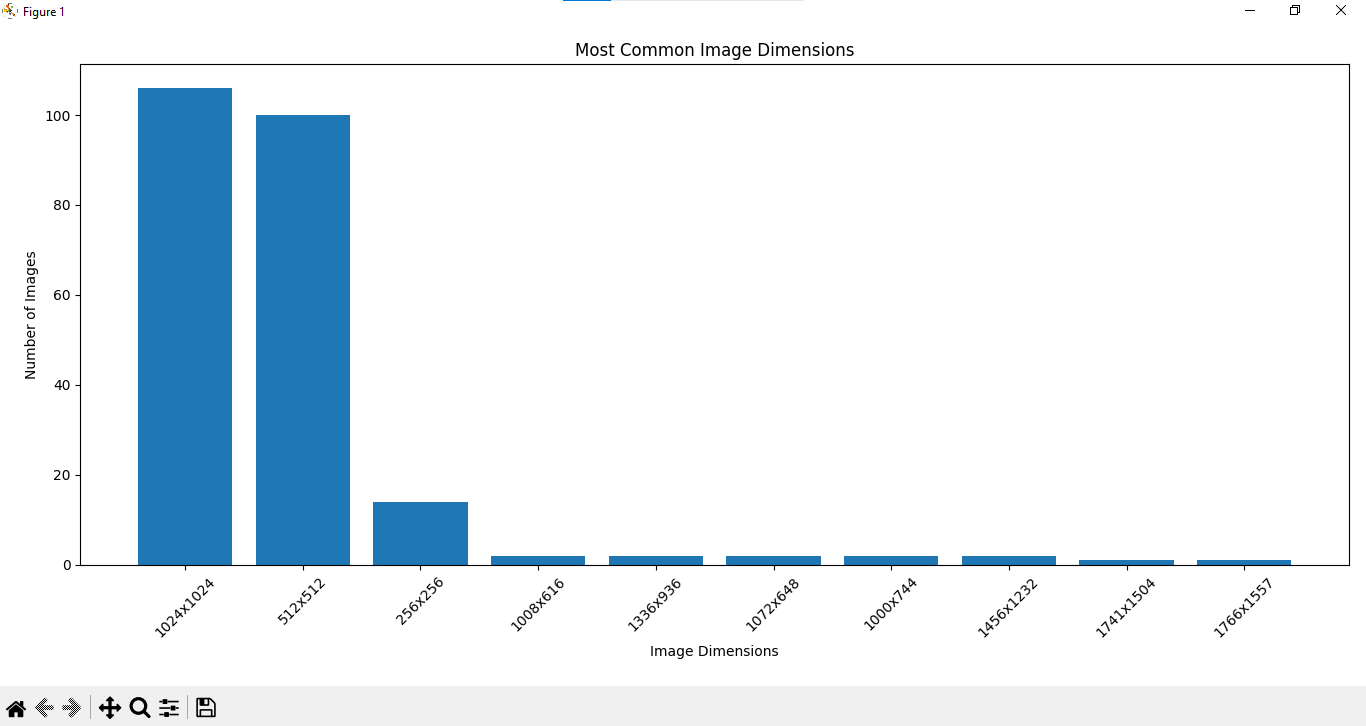 Figure 1
Most Common Image Dimensions
100
80
60
40
20
0
Number of Images
1024x1024
512x512
256x256
1008x616
1336x936
1072x648
1000x744
1456x1232
1741x1504
1766x1557
Image Dimensions